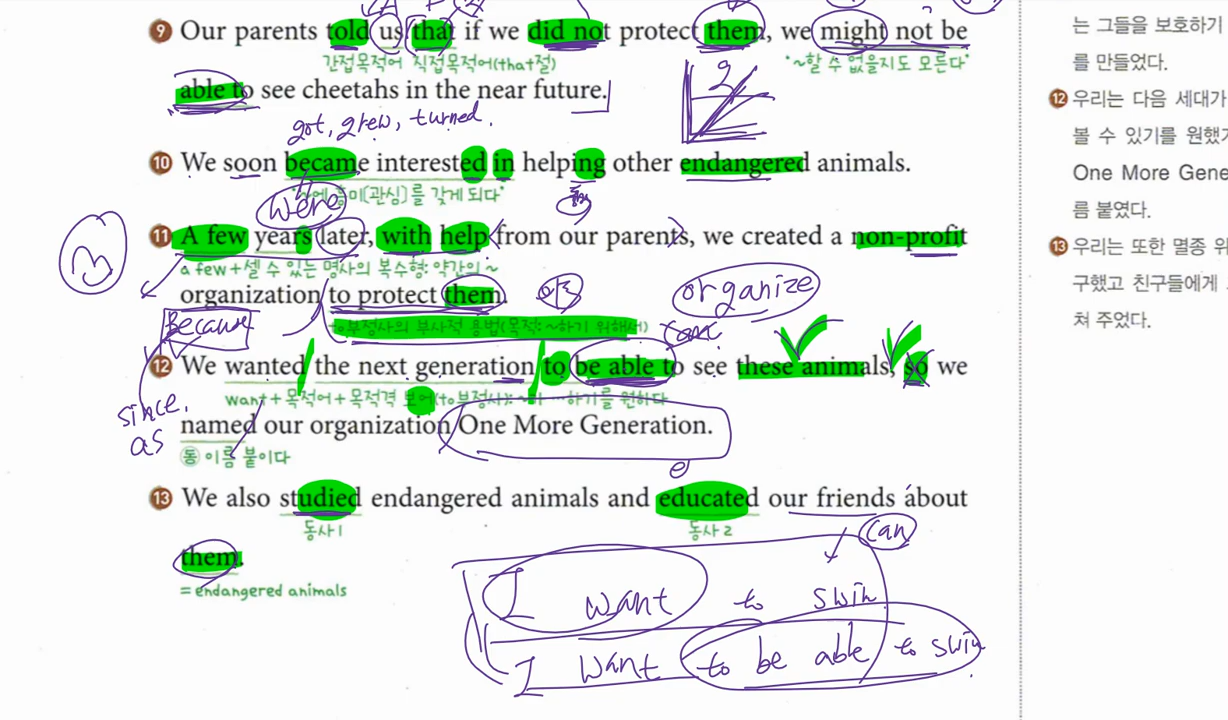 ⑨ Our parents told us that if we did not protect them, we might not be
간접목적어 직접목적어(that절) "~할 수 없을지도 모른다"
able to see cheetahs in the near future.
2
got, grew, turned.
⑩ We soon became interested in helping other endangered animals.
흥미[관심]를 갖게 되다"
were
⑪ A few years later, with help from our parents, we created a non-profit
a few + 셀 수 있는 명사의 복수형: 약간의 ~
organization to protect them.
organize
to부정사의 부사적 용법(목적: ~하기 위해서)
Because
⑫ We wanted the next generation to be able to see these animals, so we
want + 목적어 + 목적격 보어(to부정사): ~하기를 원하다
since,
as
named our organization One More Generation.
동 이름 붙이다
e
⑬ We also studied endangered animals and educated our friends about
동사 1 동사 2
can
them.
= endangered animals
I want to swim
I want to be able to swim.
는 그들을 보호하기
를 만들었다.
⑫ 우리는 다음 세대가
볼 수 있기를 원했
One More Gene
름 붙였다.
⑬ 우리는 또한 멸종 위
구했고 친구들에게
쳐 주었다.